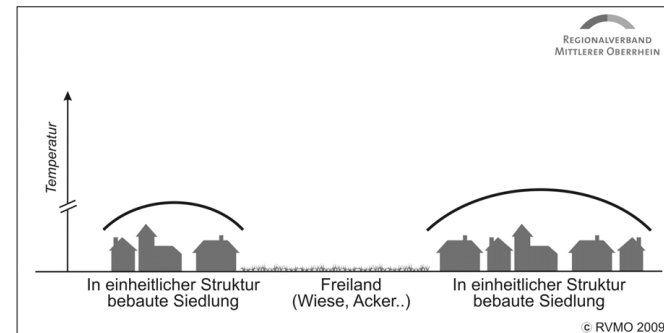 REGIONALVERBAND
MITTLERER OBERRHEIN
Temperatur
In einheitlicher Struktur
bebaute Siedlung
Freiland
(Wiese, Acker..)
In einheitlicher Struktur
bebaute Siedlung
© RVMO 2009